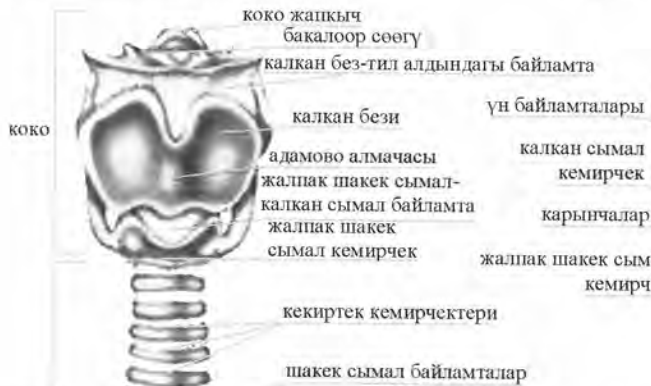 коко жапкыч
бакалоор сөөгү
калкан без-тил алдындагы байламта
үн байламталары
калкан бези
коко
калкан сымал
кемирчек
адамово алмачасы
жалпак шакек сымал-
калкан сымал байламта
карынчалар
жалпак шакек
сымал кемирчек
жалпак шакек сым
кемирч
кекиртек кемирчектери
шакек сымал байламталар